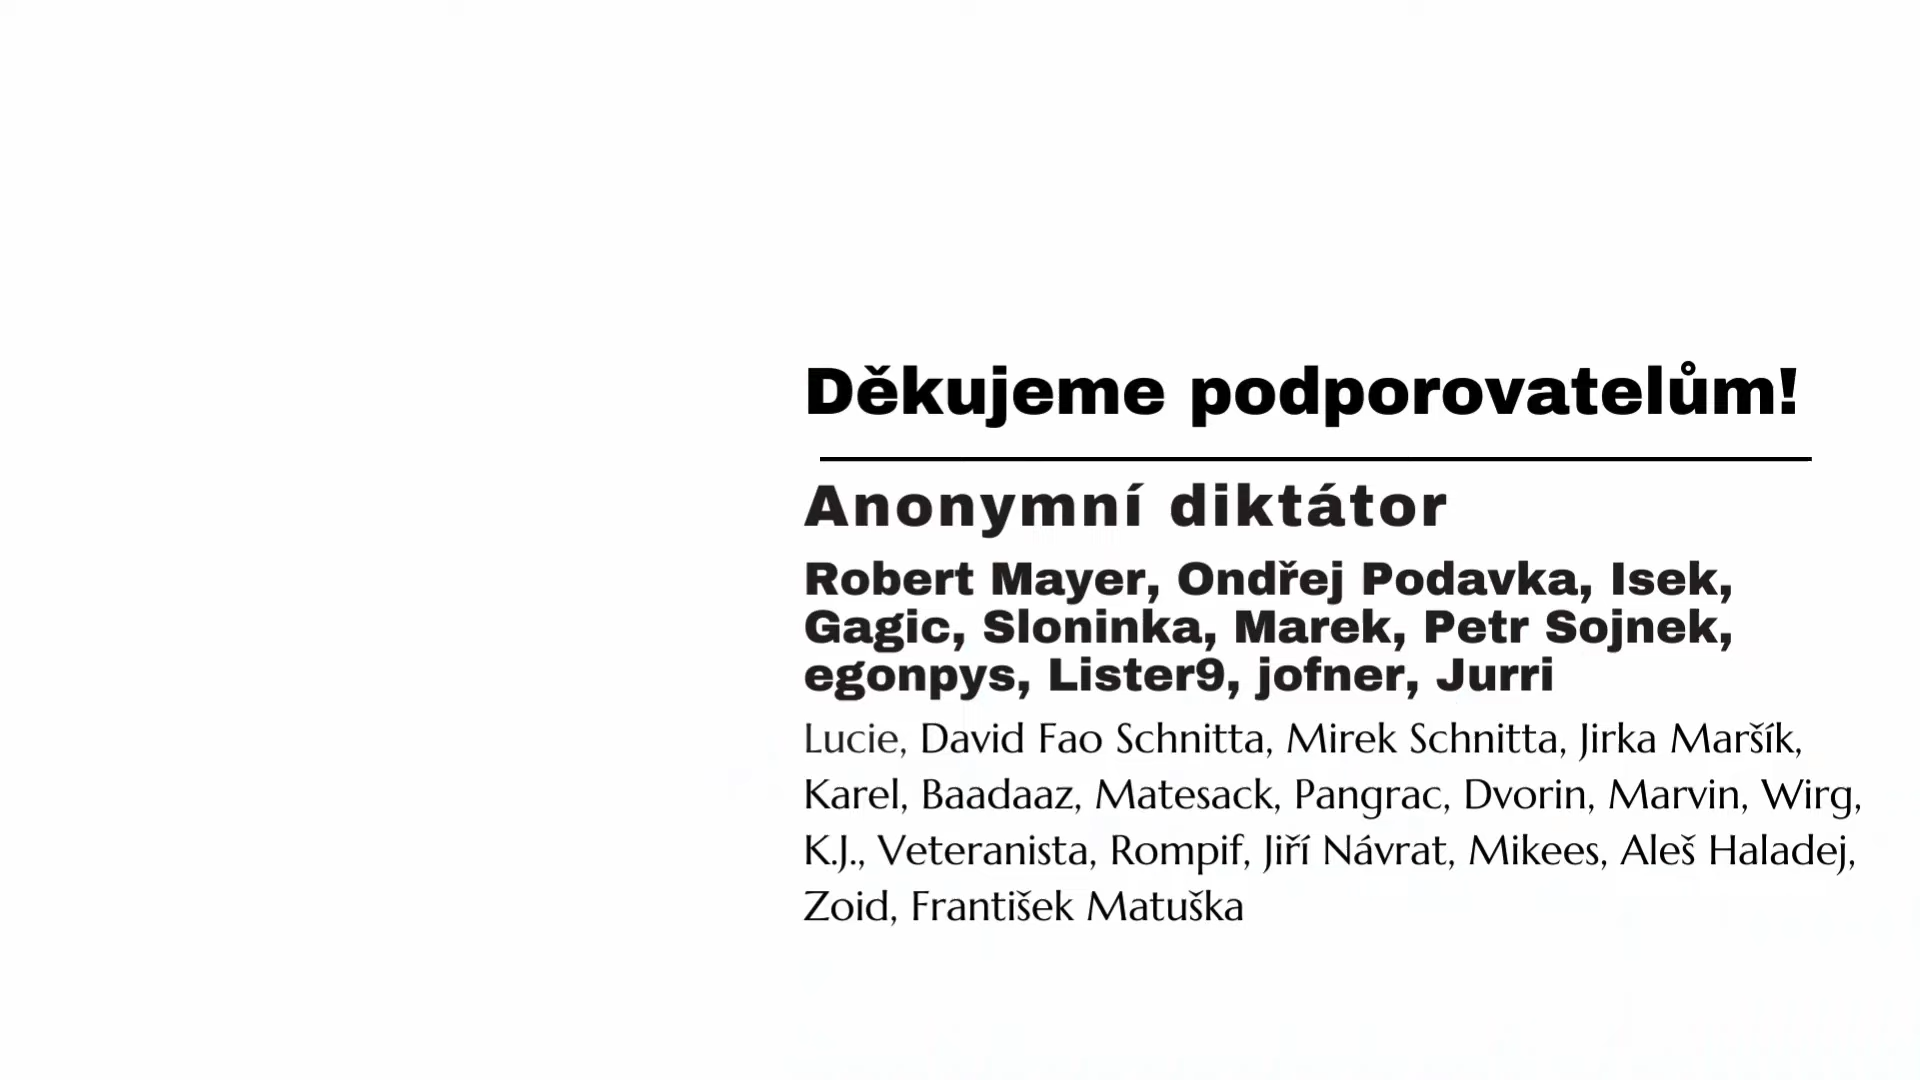 Děkujeme podporovatelům!
Anonymní diktátor
Robert Mayer, Ondřej Podavka, Isek,
Gagic, Sloninka, Marek, Petr Sojnek,
egonpys, Lister9, jofner, Jurri
Lucie, David Fao Schnitta, Mirek Schnitta, Jirka Maršík,
Karel, Baadaaz, Matesack, Pangrac, Dvorin, Marvin, Wirg,
K.J., Veteranista, Rompif, Jiří Návrat, Mikees, Aleš Haladej,
Zoid, František Matuška